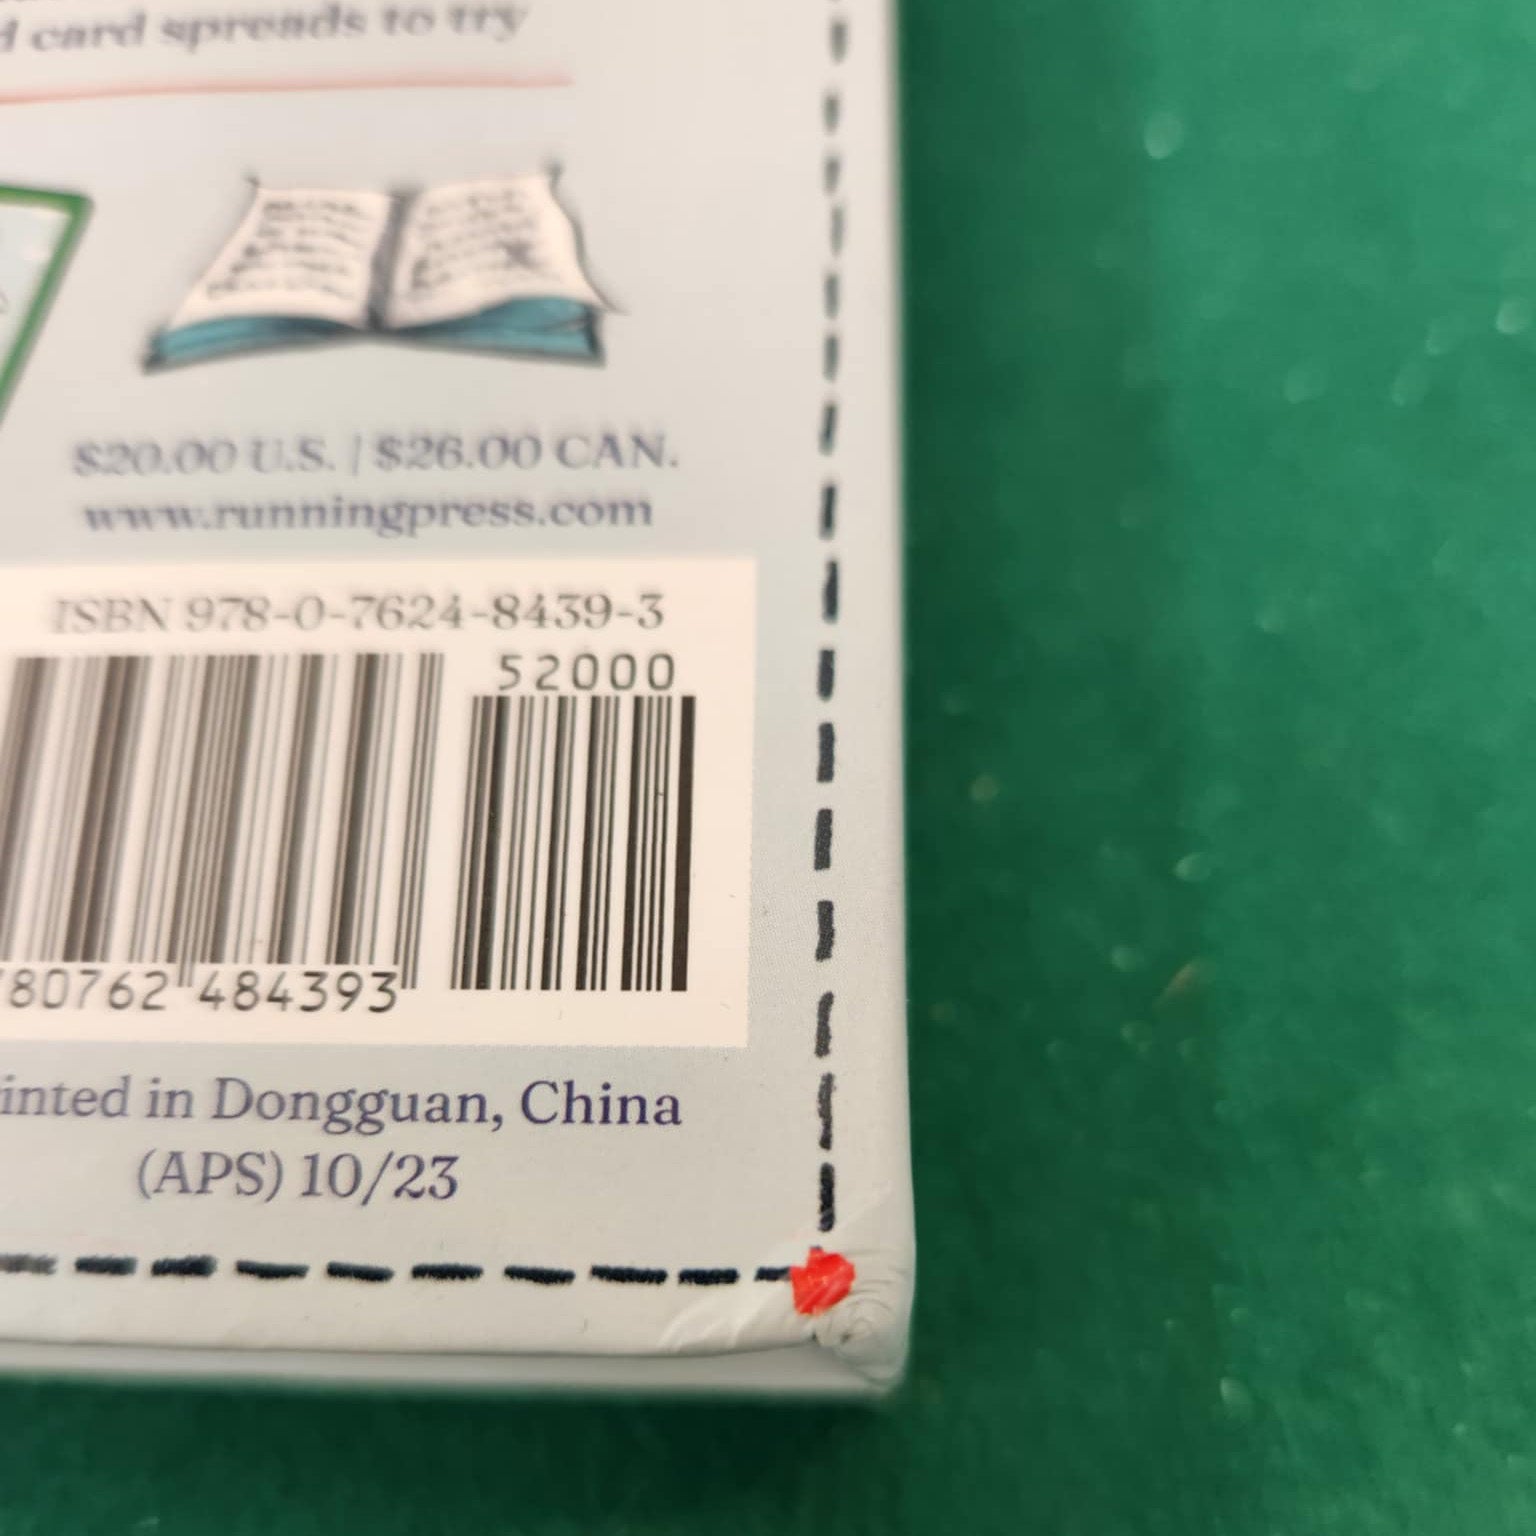 card spreads to try
$20.00 U.S. | $26.00 CAN.
www.runningpress.com
ISBN 978-0-7624-8439-3
52000
80762 484393
inted in Dongguan, China
(APS) 10/23